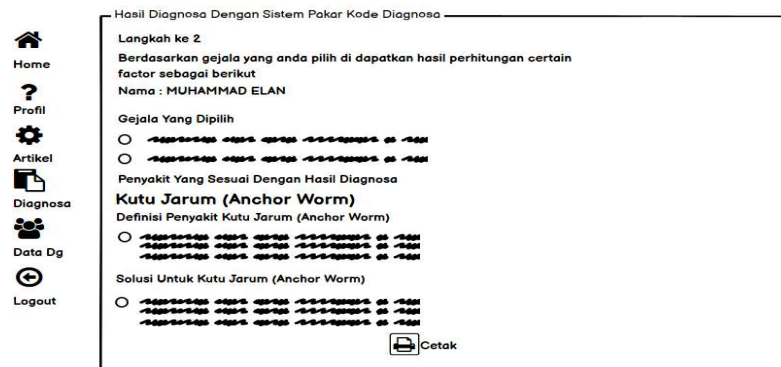 Hasil Diagnosa Dengan Sistem Pakar Kode Diagnosa
Home
Profil
Artikel
Diagnosa
Data Dg
Logout
Langkah ke 2
Berdasarkan gejala yang anda pilih di dapatkan hasil perhitungan certain
factor sebagai berikut
Nama : MUHAMMAD ELAN
Gejala Yang Dipilih
Penyakit Yang Sesuai Dengan Hasil Diagnosa
Kutu Jarum (Anchor Worm)
Definisi Penyakit Kutu Jarum (Anchor Worm)
Solusi Untuk Kutu Jarum (Anchor Worm)
Cetak